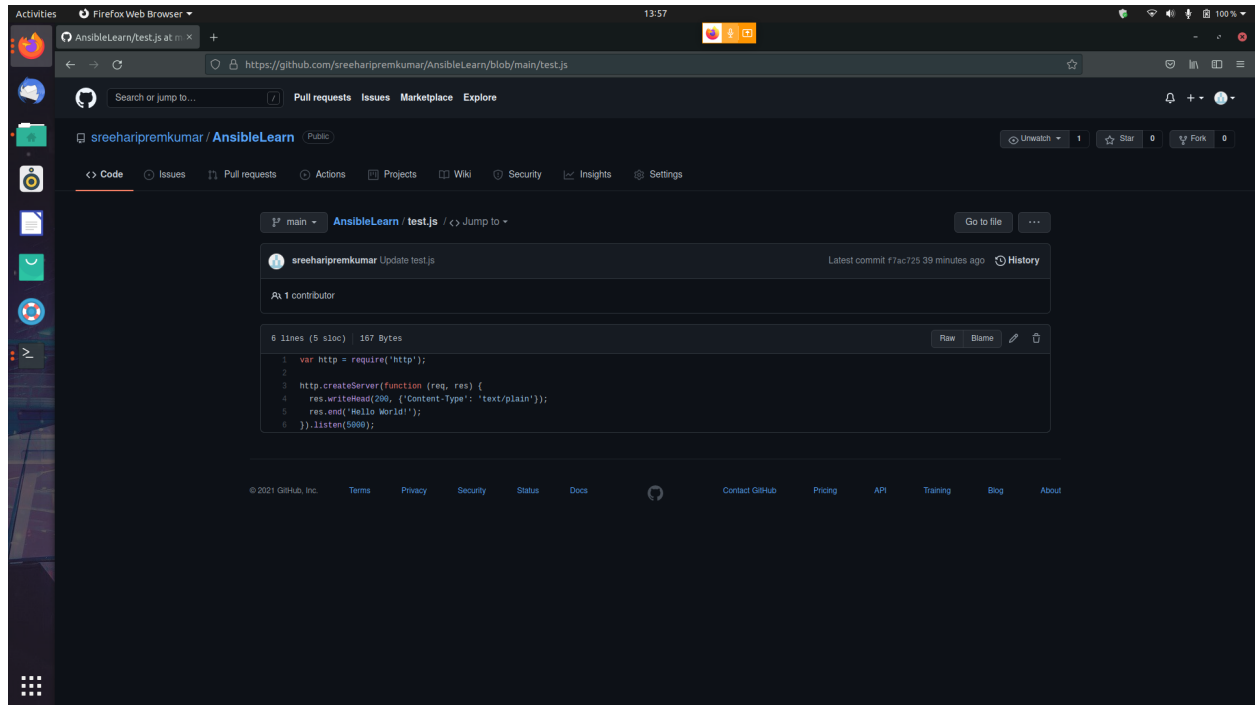 Activities Firefox Web Browser 13:57 100 %
AnsibleLearn/test.js at m
https://github.com/sreeharipremkumar/AnsibleLearn/blob/main/test.js
Search or jump to... / Pull requests Issues Marketplace Explore
sreeharipremkumar / AnsibleLearn Public Unwatch 1 Star 0 Fork 0
Code Issues Pull requests Actions Projects Wiki Security Insights Settings
main AnsibleLearn / test.js / <> Jump to Go to file ...
sreeharipremkumar Update test.js Latest commit f7ac725 39 minutes ago History
1 contributor
6 lines (5 sloc) 167 Bytes Raw Blame
1 var http = require('http');
2
3 http.createServer(function (req, res) {
4 res.writeHead(200, {'Content-Type': 'text/plain'});
5 res.end('Hello World!');
6 }).listen(5000);
© 2021 GitHub, Inc. Terms Privacy Security Status Docs Contact GitHub Pricing API Training Blog About